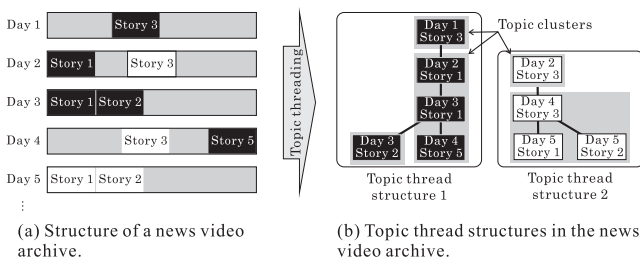 Day 1
Story 3
Day 2
Story 1
Story 3
Day 3
Story 1
Story 2
Day 4
Story 3
Story 5
Day 5
Story 1
Story 2
⋮
(a) Structure of a news video
archive.
Topic threading
Topic clusters
Day 1
Story 3
Day 2
Story 1
Day 3
Story 1
Day 3
Story 2
Day 4
Story 5
Topic thread
structure 1
Day 2
Story 3
Day 4
Story 3
Day 5
Story 1
Day 5
Story 2
Topic thread
structure 2
(b) Topic thread structures in the news
video archive.